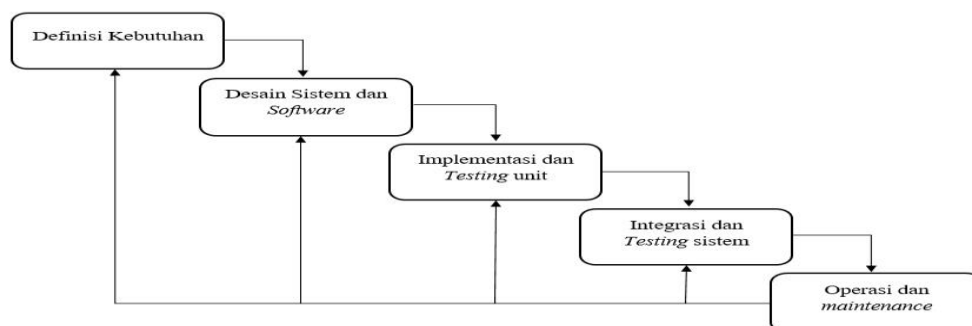 Definisi Kebutuhan
Desain Sistem dan
Software
Implementasi dan
Testing unit
Integrasi dan
Testing sistem
Operasi dan
maintenance